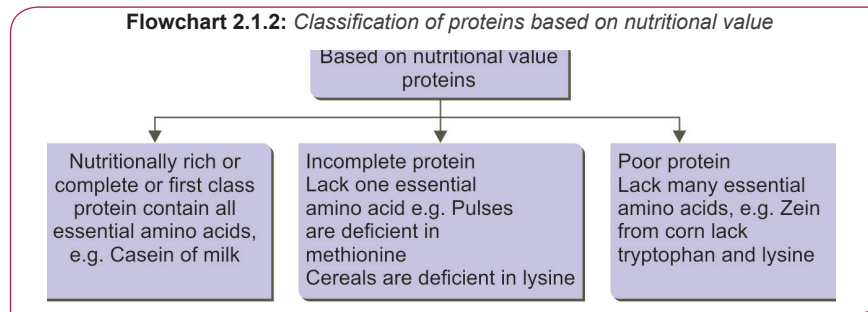 Flowchart 2.1.2: Classification of proteins based on nutritional value
Based on nutritional value
proteins
Nutritionally rich or
complete or first class
protein contain all
essential amino acids,
e.g. Casein of milk
Incomplete protein
Lack one essential
amino acid e.g. Pulses
are deficient in
methionine
Cereals are deficient in lysine
Poor protein
Lack many essential
amino acids, e.g. Zein
from corn lack
tryptophan and lysine